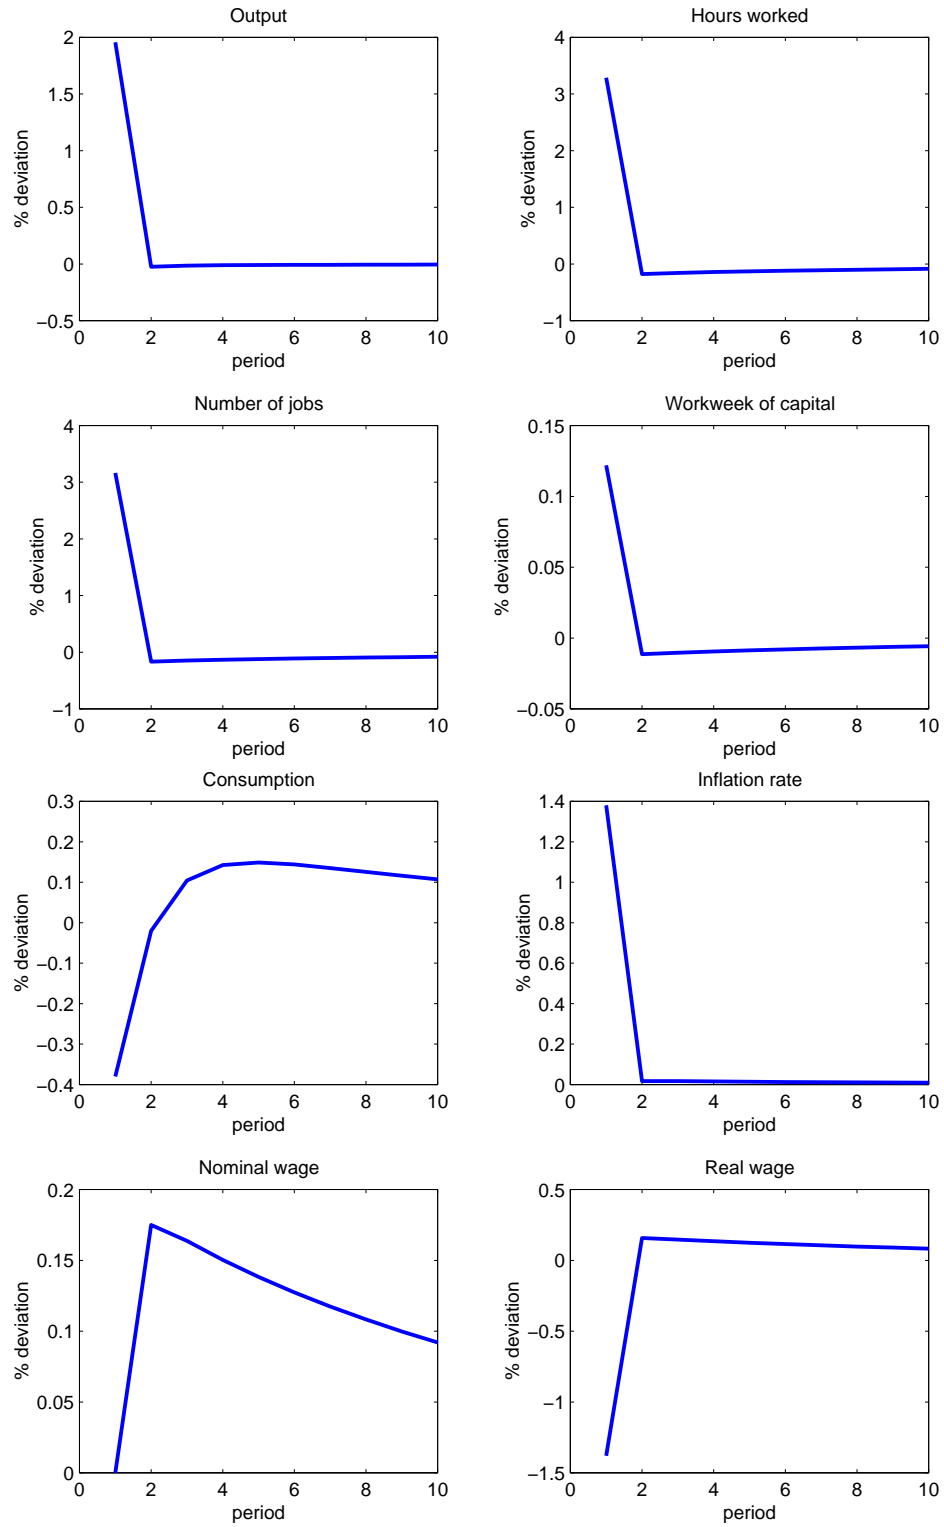 Output
2
1.5
1
0.5
0
−0.5
% deviation
0 2 4 6 8 10
period
Hours worked
4
3
2
1
0
−1
% deviation
0 2 4 6 8 10
period
Number of jobs
4
3
2
1
0
−1
% deviation
0 2 4 6 8 10
period
Workweek of capital
0.15
0.1
0.05
0
−0.05
% deviation
0 2 4 6 8 10
period
Consumption
0.3
0.2
0.1
0
−0.1
−0.2
−0.3
−0.4
% deviation
0 2 4 6 8 10
period
Inflation rate
1.4
1.2
1
0.8
0.6
0.4
0.2
0
% deviation
0 2 4 6 8 10
period
Nominal wage
0.2
0.15
0.1
0.05
0
% deviation
0 2 4 6 8 10
period
Real wage
0.5
0
−0.5
−1
−1.5
% deviation
0 2 4 6 8 10
period